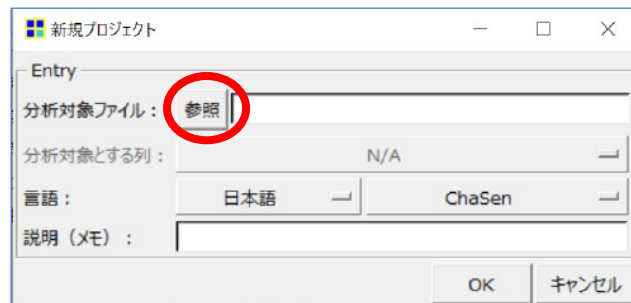 新規プロジェクト
Entry
分析対象ファイル： 参照
分析対象とする列： N/A
言語： 日本語 ChaSen
説明（メモ）：
OK キャンセル